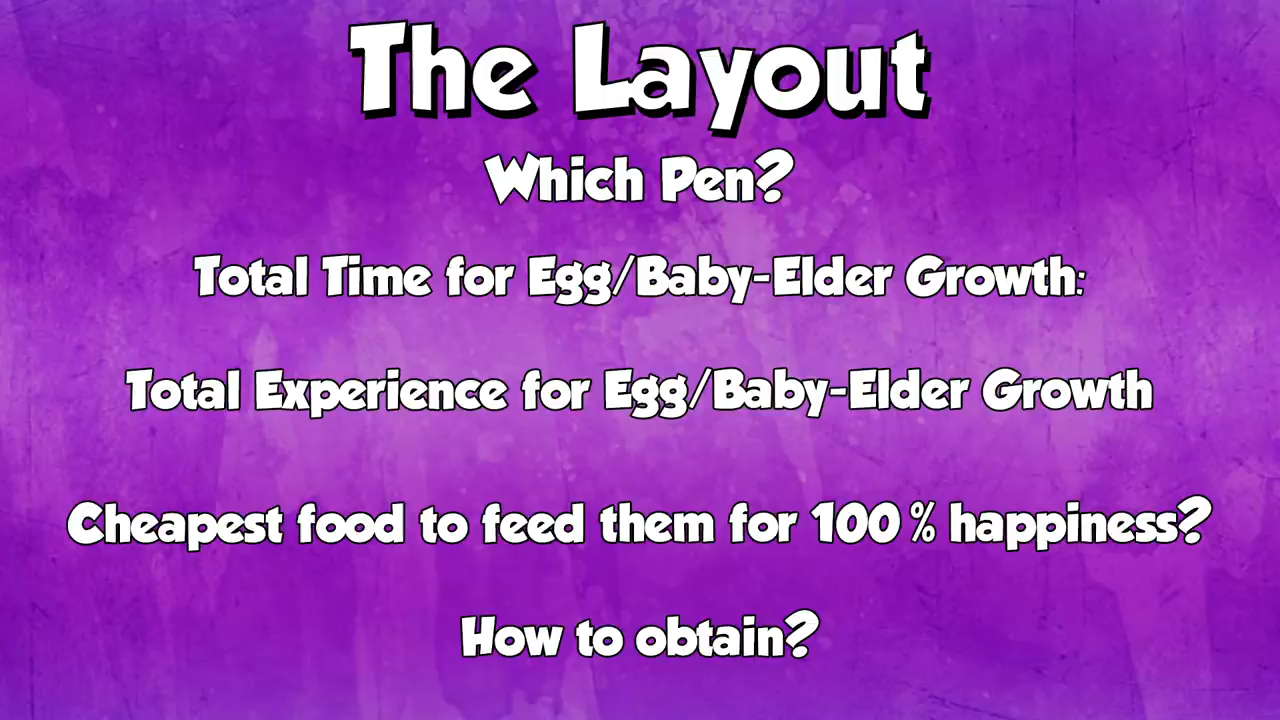 The Layout
Which Pen?
Total Time for Egg/Baby-Elder Growth:
Total Experience for Egg/Baby-Elder Growth
Cheapest food to feed them for 100% happiness?
How to obtain?